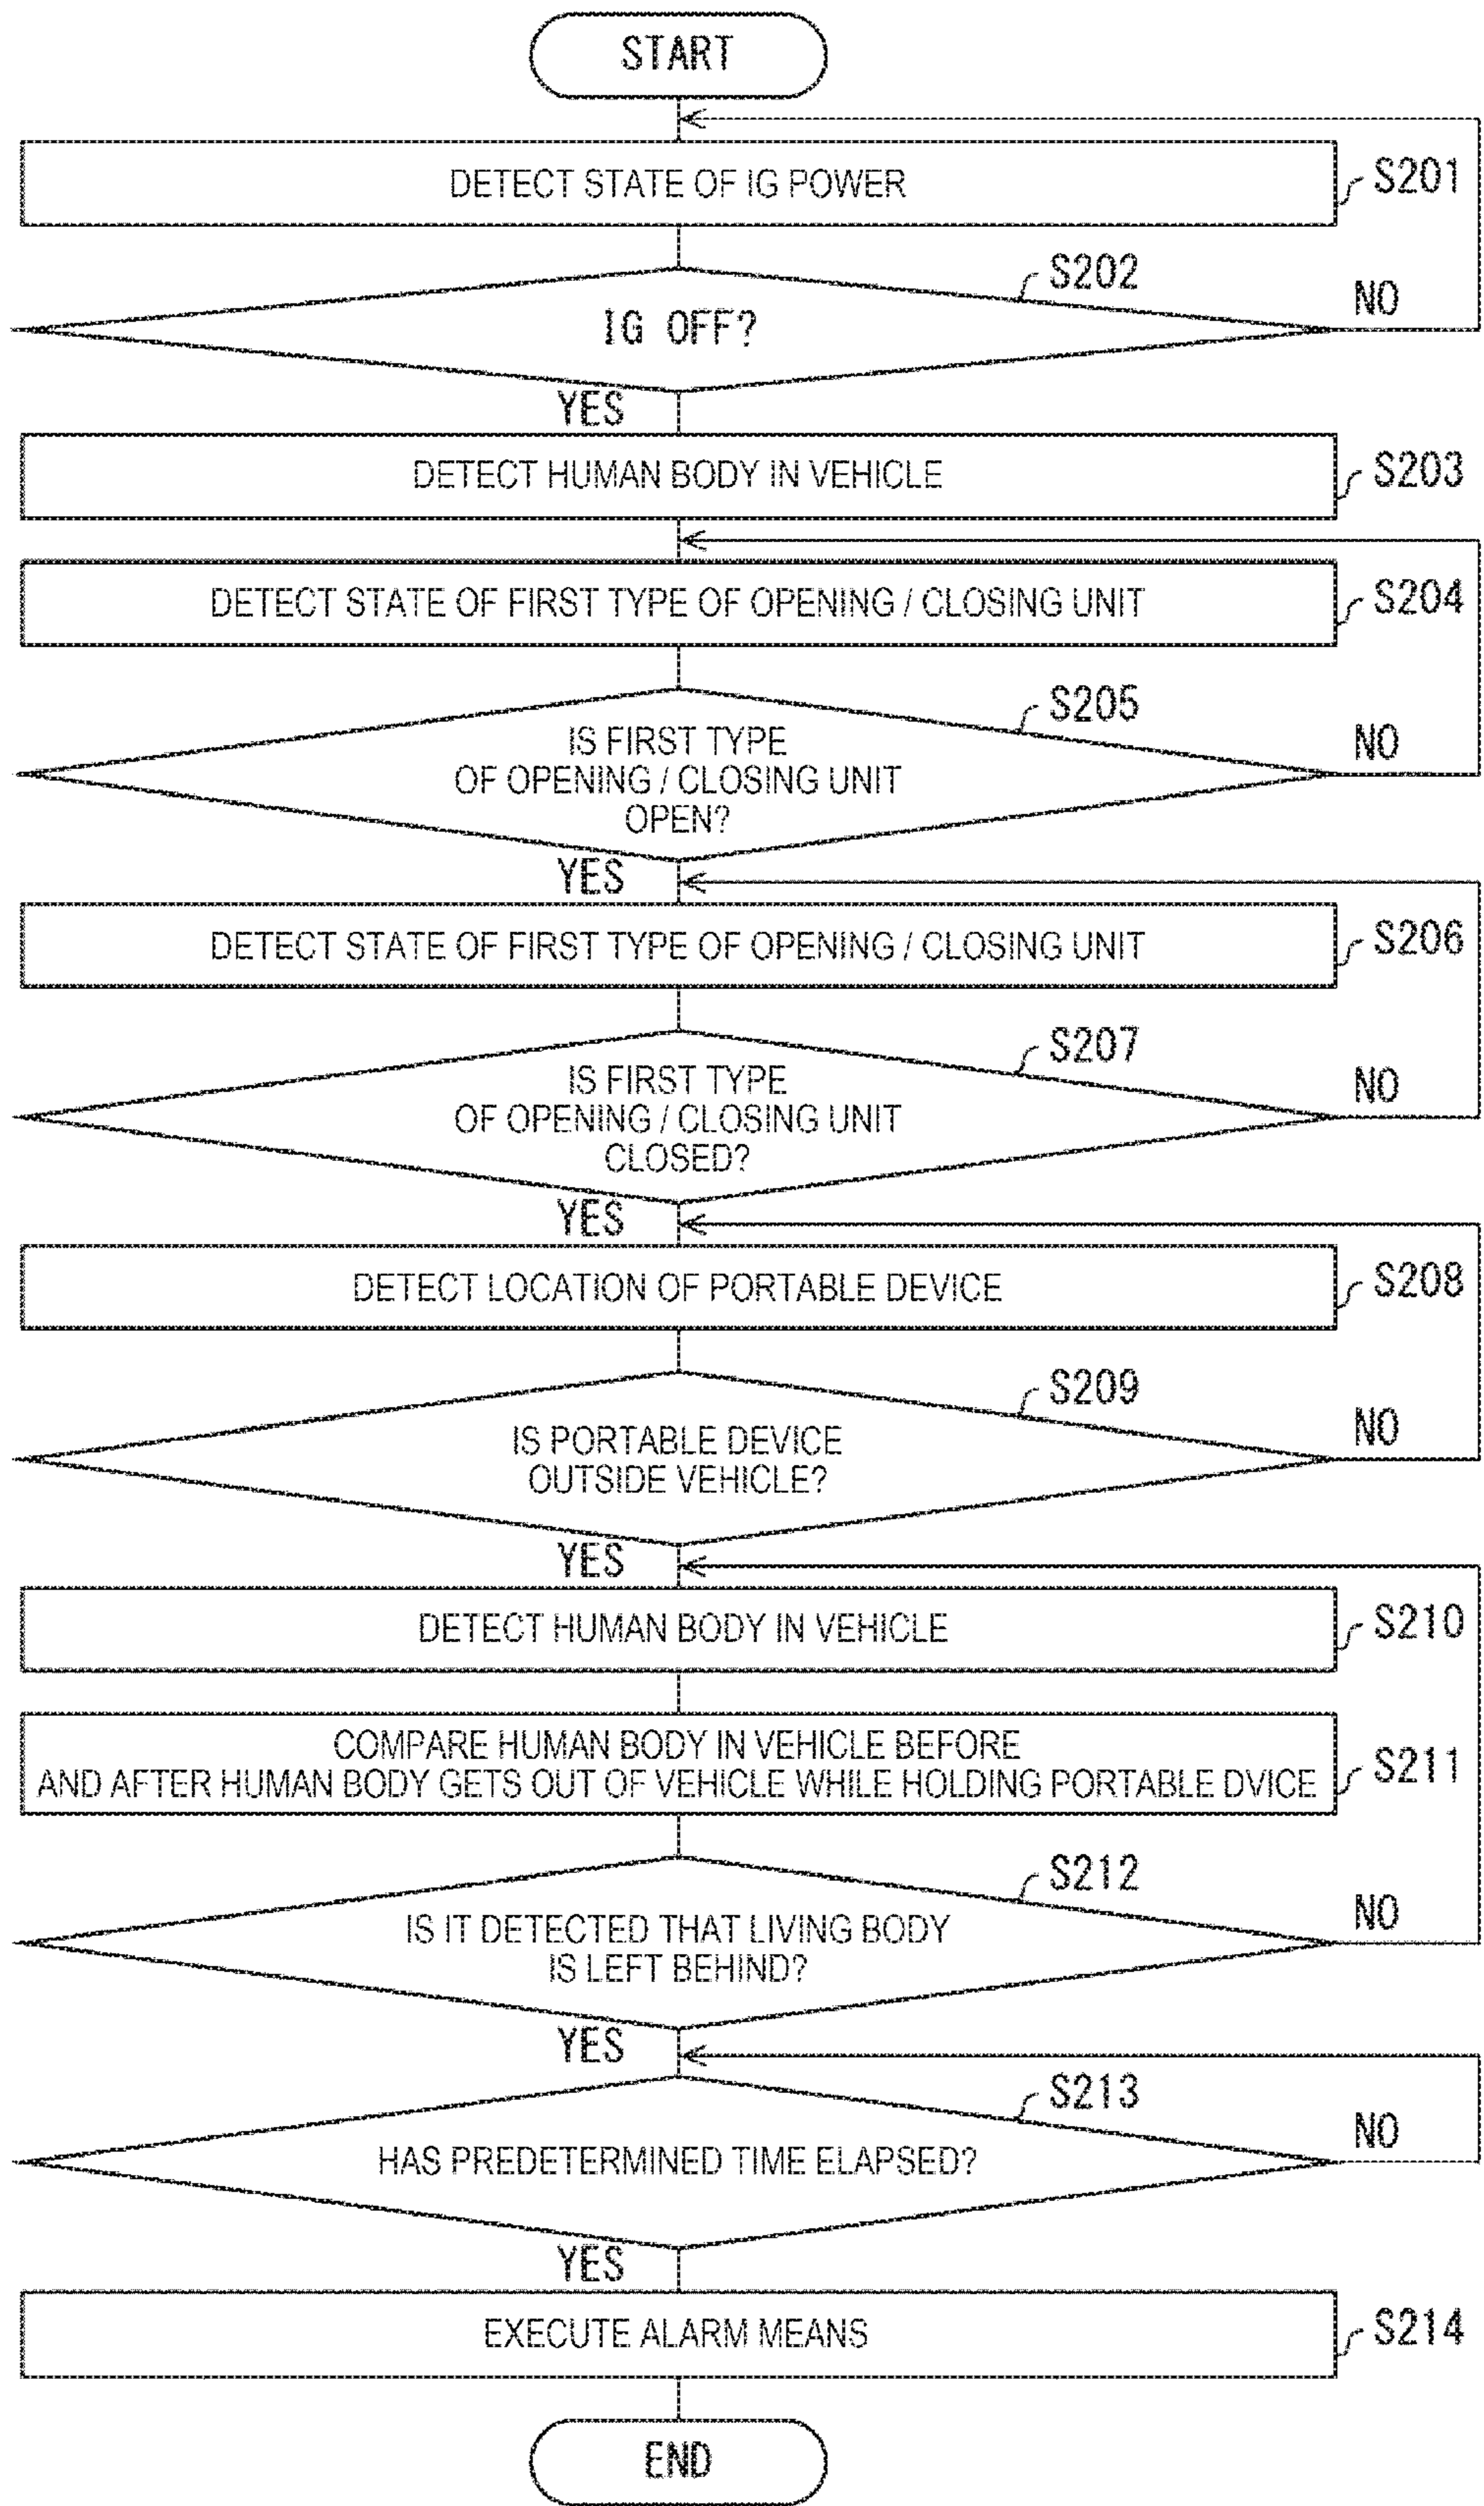 START
DETECT STATE OF IG POWER
S201
S202
IG OFF?
NO
YES
DETECT HUMAN BODY IN VEHICLE
S203
DETECT STATE OF FIRST TYPE OF OPENING / CLOSING UNIT
S204
S205
IS FIRST TYPE
OF OPENING / CLOSING UNIT
OPEN?
NO
YES
DETECT STATE OF FIRST TYPE OF OPENING / CLOSING UNIT
S206
S207
IS FIRST TYPE
OF OPENING / CLOSING UNIT
CLOSED?
NO
YES
DETECT LOCATION OF PORTABLE DEVICE
S208
S209
IS PORTABLE DEVICE
OUTSIDE VEHICLE?
NO
YES
DETECT HUMAN BODY IN VEHICLE
S210
COMPARE HUMAN BODY IN VEHICLE BEFORE
AND AFTER HUMAN BODY GETS OUT OF VEHICLE WHILE HOLDING PORTABLE DVICE
S211
S212
IS IT DETECTED THAT LIVING BODY
IS LEFT BEHIND?
NO
YES
S213
HAS PREDETERMINED TIME ELAPSED?
NO
YES
EXECUTE ALARM MEANS
S214
END